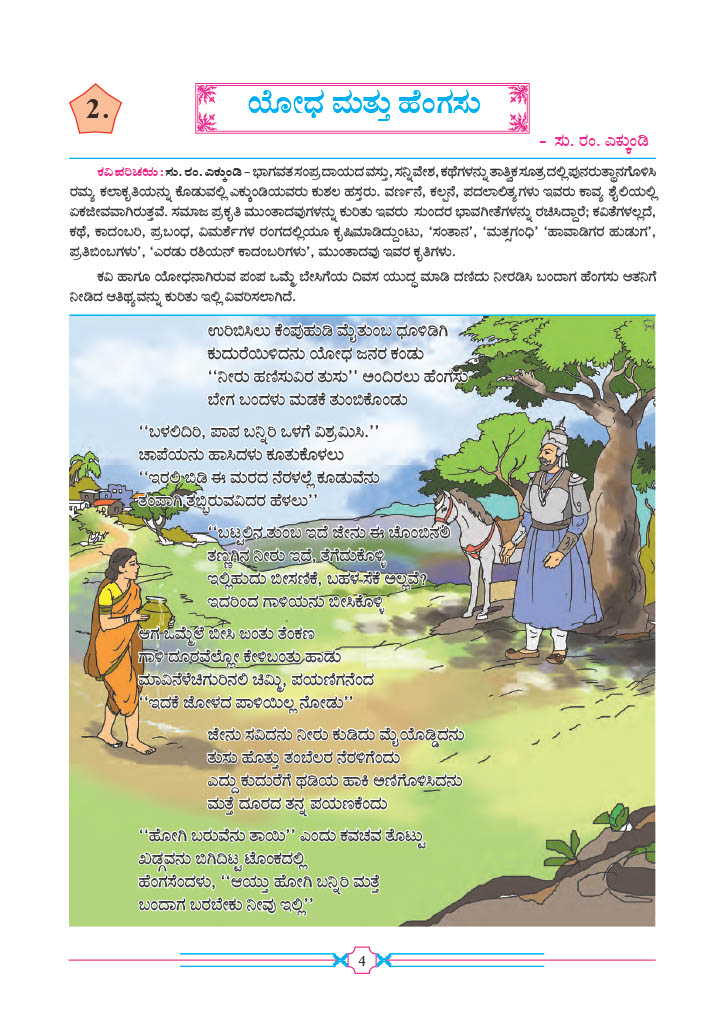 2.
ಯೋಧ ಮತ್ತು ಹೆಂಗಸು
– ಸು. ರಂ. ಎಕ್ಕುಂಡಿ
ಕವಿ ಪರಿಚಯ : ಸು. ರಂ. ಎಕ್ಕುಂಡಿ – ಭಾಗವತ ಸಂಪ್ರದಾಯದ ವಸ್ತು, ಸನ್ನಿವೇಶ, ಕಥೆಗಳನ್ನು ತಾತ್ವಿಕ ಸೂತ್ರದಲ್ಲಿ ಪುನರುತ್ಥಾನಗೊಳಿಸಿ
ರಮ್ಯ ಕಲಾಕೃತಿಯನ್ನು ಕೊಡುವಲ್ಲಿ ಎಕ್ಕುಂಡಿಯವರು ಕುಶಲ ಹಸ್ತರು. ವರ್ಣನೆ, ಕಲ್ಪನೆ, ಪದಲಾಲಿತ್ಯಗಳು ಇವರು ಕಾವ್ಯ ಶೈಲಿಯಲ್ಲಿ
ಏಕಜೀವವಾಗಿರುತ್ತವೆ. ಸಮಾಜ ಪ್ರಕೃತಿ ಮುಂತಾದವುಗಳನ್ನು ಕುರಿತು ಇವರು ಸುಂದರ ಭಾವಗೀತೆಗಳನ್ನು ರಚಿಸಿದ್ದಾರೆ; ಕವಿತೆಗಳಲ್ಲದೆ,
ಕಥೆ, ಕಾದಂಬರಿ, ಪ್ರಬಂಧ, ವಿಮರ್ಶೆಗಳ ರಂಗದಲ್ಲಿಯೂ ಕೃಷಿಮಾಡಿದ್ದುಂಟು, ‘ಸಂತಾನ’, ‘ಮತ್ಸಗಂಧಿ’ ‘ಹಾವಾಡಿಗರ ಹುಡುಗ’,
ಪ್ರತಿಬಿಂಬಗಳು’, ‘ಎರಡು ರಶಿಯನ್ ಕಾದಂಬರಿಗಳು’, ಮುಂತಾದವು ಇವರ ಕೃತಿಗಳು.
ಕವಿ ಹಾಗೂ ಯೋಧನಾಗಿರುವ ಪಂಪ ಒಮ್ಮೆ ಬೇಸಿಗೆಯ ದಿವಸ ಯುದ್ಧ ಮಾಡಿ ದಣಿದು ನೀರಡಿಸಿ ಬಂದಾಗ ಹೆಂಗಸು ಆತನಿಗೆ
ನೀಡಿದ ಆತಿಥ್ಯವನ್ನು ಕುರಿತು ಇಲ್ಲಿ ವಿವರಿಸಲಾಗಿದೆ.
ಉರಿಬಿಸಿಲು ಕೆಂಪುಹುಡಿ ಮೈತುಂಬ ಧೂಳಿಡಿಗಿ
ಕುದುರೆಯಿಳಿದನು ಯೋಧ ಜನರ ಕಂಡು
“ನೀರು ಹಣಿಸುವಿರ ತುಸು” ಅಂದಿರಲು ಹೆಂಗಸು
ಬೇಗ ಬಂದಳು ಮಡಕೆ ತುಂಬಿಕೊಂಡು
“ಬಳಲಿದಿರಿ, ಪಾಪ ಬನ್ನಿರಿ ಒಳಗೆ ವಿಶ್ರಮಿಸಿ.”
ಚಾಪೆಯನು ಹಾಸಿದಳು ಕೂತುಕೊಳಲು
“ಇರಲಿ ಬಿಡಿ ಈ ಮರದ ನೆರಳಲ್ಲೆ ಕೂಡುವೆನು
ತಂಪಾಗಿ ತಬ್ಬಿರುವವಿದರ ಹೆಳಲು”
“ಬಟ್ಟಲಿನ ತುಂಬ ಇದೆ ಜೇನು ಈ ಚೊಂಬಿನಲಿ
ತಣ್ಣಗಿನ ನೀರು ಇದೆ, ತೆಗೆದುಕೊಳ್ಳಿ
ಇಲ್ಲಿಹುದು ಬೀಸಣಿಕೆ, ಬಹಳ ಸೆಕೆ ಅಲ್ಲವೆ?
ಇದರಿಂದ ಗಾಳಿಯನು ಬೀಸಿಕೊಳ್ಳಿ
ಆಗ ಒಮ್ಮೆಲೆ ಬೀಸಿ ಬಂತು ತೆಂಕಣ
ಗಾಳಿ ದೂರವೆಲ್ಲೋ ಕೇಳಿಬಂತು ಹಾಡು
ಮಾವಿನೆಳೆಚಿಗುರಿನಲಿ ಚಿಮ್ಮಿ, ಪಯಣಿಗನೆಂದ
“ಇದಕೆ ಜೋಳದ ಪಾಳಿಯಿಲ್ಲ ನೋಡು”
ಜೇನು ಸವಿದನು ನೀರು ಕುಡಿದು ಮೈಯೊಡ್ಡಿದನು
ತುಸು ಹೊತ್ತು ತಂಬೆಲರ ನೆರಳಿಗೆಂದು
ಎದ್ದು ಕುದುರೆಗೆ ಥಡಿಯ ಹಾಕಿ ಅಣಿಗೊಳಿಸಿದನು
ಮತ್ತೆ ದೂರದ ತನ್ನ ಪಯಣಕೆಂದು
“ಹೋಗಿ ಬರುವೆನು ತಾಯಿ” ಎಂದು ಕವಚವ ತೊಟ್ಟು
ಖಡ್ಗವನು ಬಿಗಿದಿಟ್ಟ ಟೊಂಕದಲ್ಲಿ
ಹೆಂಗಸೆಂದಳು, “ಆಯ್ತು ಹೋಗಿ ಬನ್ನಿರಿ ಮತ್ತೆ
ಬಂದಾಗ ಬರಬೇಕು ನೀವು ಇಲ್ಲಿ”
4